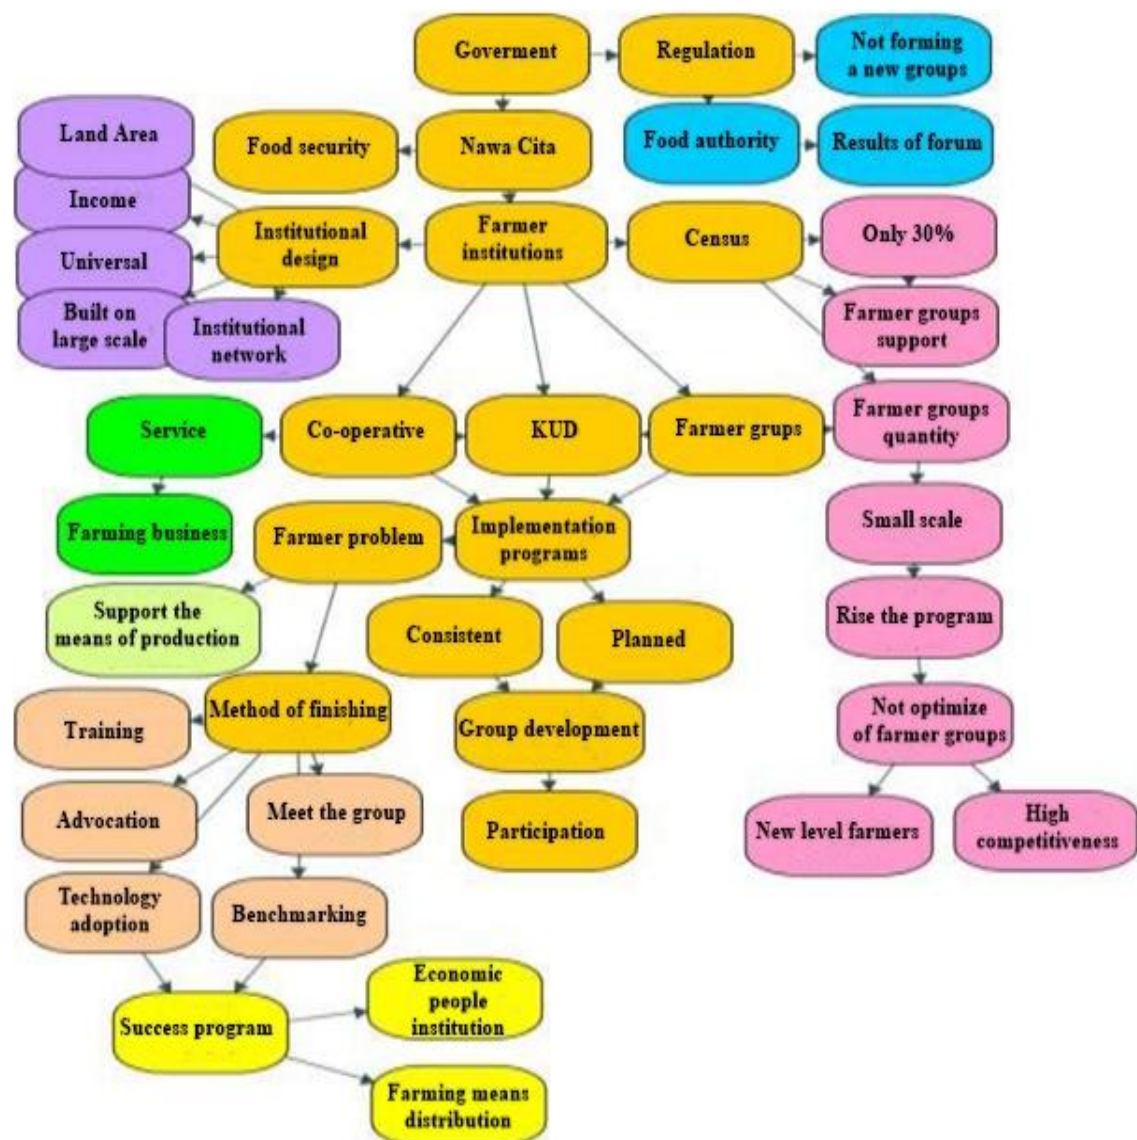 Goverment
Regulation
Not forming
a new groups
Land Area
Food security
Nawa Cita
Food authority
Results of forum
Income
Institutional
design
Farmer
institutions
Census
Only 30%
Universal
Built on
large scale
Institutional
network
Farmer groups
support
Service
Co-operative
KUD
Farmer grups
Farmer groups
quantity
Farming business
Farmer problem
Implementation
programs
Small scale
Support the
means of production
Consistent
Planned
Rise the program
Training
Method of finishing
Group development
Not optimize
of farmer groups
Advocation
Meet the group
Participation
New level farmers
High
competitiveness
Technology
adoption
Benchmarking
Success program
Economic
people
institution
Farming means
distribution